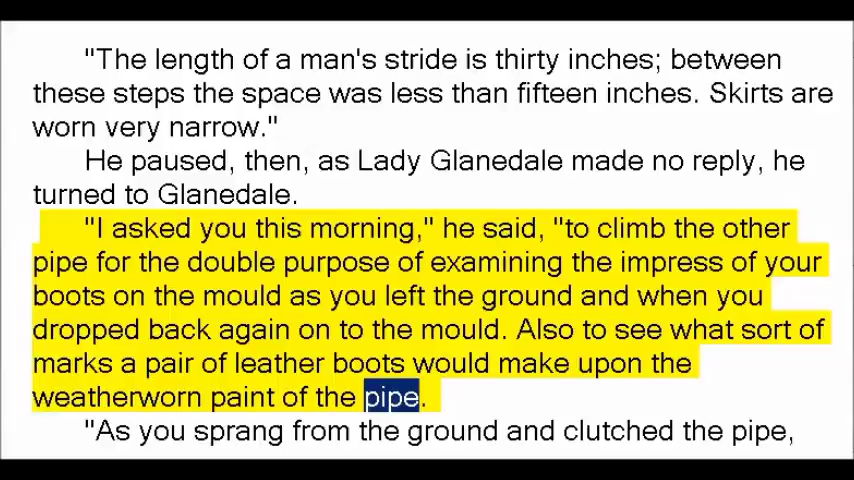 "The length of a man's stride is thirty inches; between
these steps the space was less than fifteen inches. Skirts are
worn very narrow."
He paused, then, as Lady Glanedale made no reply, he
turned to Glanedale.
"I asked you this morning," he said, "to climb the other
pipe for the double purpose of examining the impress of your
boots on the mould as you left the ground and when you
dropped back again on to the mould. Also to see what sort of
marks a pair of leather boots would make upon the
weatherworn paint of the pipe.
"As you sprang from the ground and clutched the pipe,